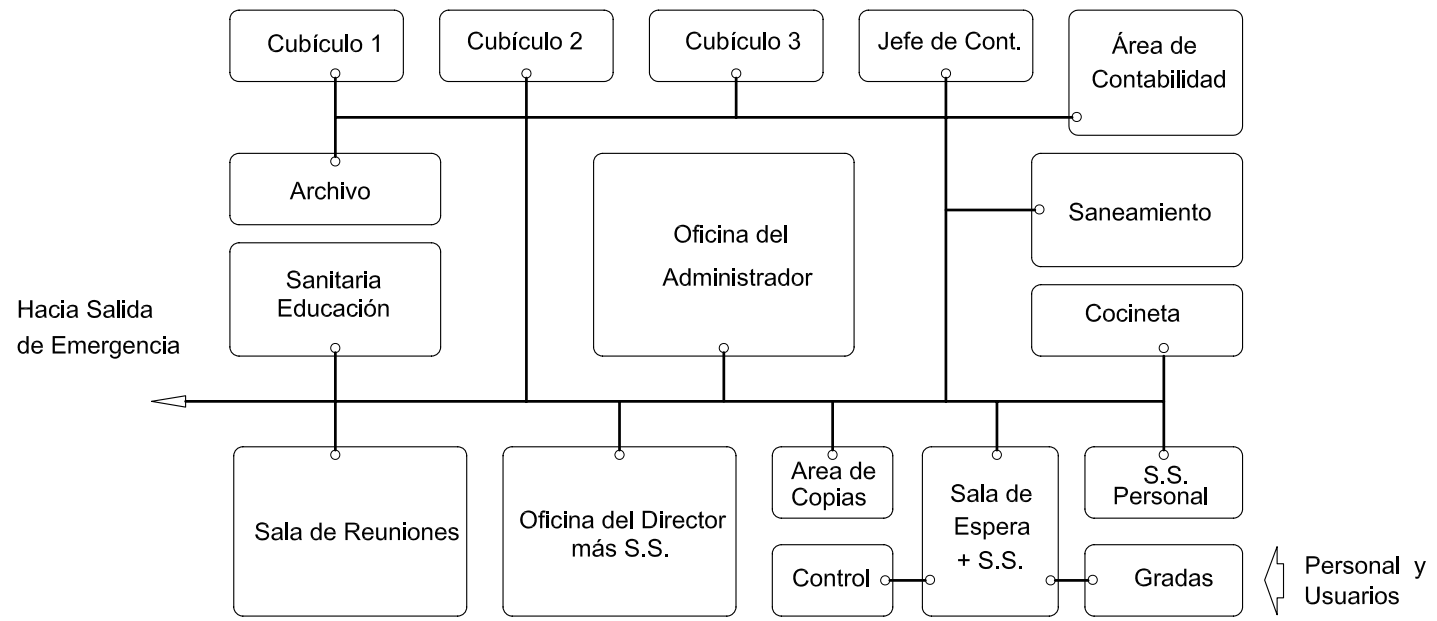 Cubículo 1
Cubículo 2
Cubículo 3
Jefe de Cont.
Área de
Contabilidad
Archivo
Oficina del
Administrador
Saneamiento
Sanitaria
Educación
Hacia Salida
de Emergencia
Cocineta
Sala de Reuniones
Oficina del Director
más S.S.
Area de
Copias
Sala de
Espera
+ S.S.
S.S.
Personal
Control
Gradas
Personal y
Usuarios